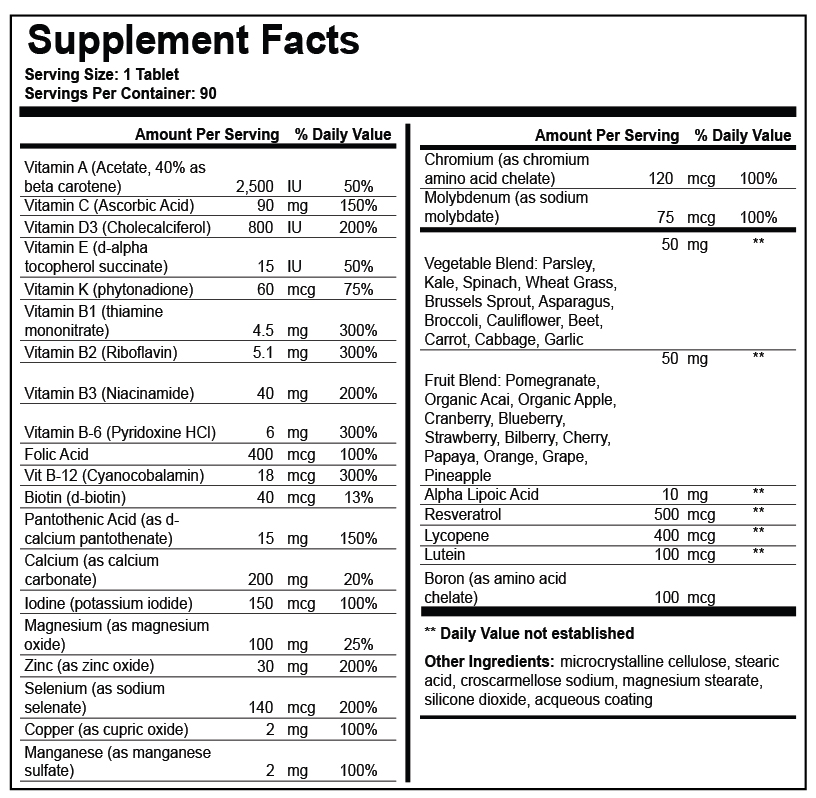 Supplement Facts
Serving Size: 1 Tablet
Servings Per Container: 90
Amount Per Serving % Daily Value
Vitamin A (Acetate, 40% as
beta carotene) 2,500 IU 50%
Vitamin C (Ascorbic Acid) 90 mg 150%
Vitamin D3 (Cholecalciferol) 800 IU 200%
Vitamin E (d-alpha
tocopherol succinate) 15 IU 50%
Vitamin K (phytonadione) 60 mcg 75%
Vitamin B1 (thiamine
mononitrate) 4.5 mg 300%
Vitamin B2 (Riboflavin) 5.1 mg 300%
Vitamin B3 (Niacinamide) 40 mg 200%
Vitamin B-6 (Pyridoxine HCl) 6 mg 300%
Folic Acid 400 mcg 100%
Vit B-12 (Cyanocobalamin) 18 mcg 300%
Biotin (d-biotin) 40 mcg 13%
Pantothenic Acid (as d-
calcium pantothenate) 15 mg 150%
Calcium (as calcium
carbonate) 200 mg 20%
Iodine (potassium iodide) 150 mcg 100%
Magnesium (as magnesium
oxide) 100 mg 25%
Zinc (as zinc oxide) 30 mg 200%
Selenium (as sodium
selenate) 140 mcg 200%
Copper (as cupric oxide) 2 mg 100%
Manganese (as manganese
sulfate) 2 mg 100%
Amount Per Serving % Daily Value
Chromium (as chromium
amino acid chelate) 120 mcg 100%
Molybdenum (as sodium
molybdate) 75 mcg 100%
50 mg **
Vegetable Blend: Parsley,
Kale, Spinach, Wheat Grass,
Brussels Sprout, Asparagus,
Broccoli, Cauliflower, Beet,
Carrot, Cabbage, Garlic
50 mg **
Fruit Blend: Pomegranate,
Organic Acai, Organic Apple,
Cranberry, Blueberry,
Strawberry, Bilberry, Cherry,
Papaya, Orange, Grape,
Pineapple
Alpha Lipoic Acid 10 mg **
Resveratrol 500 mcg **
Lycopene 400 mcg **
Lutein 100 mcg **
Boron (as amino acid
chelate) 100 mcg
** Daily Value not established
Other Ingredients: microcrystalline cellulose, stearic
acid, croscarmellose sodium, magnesium stearate,
silicone dioxide, acqueous coating